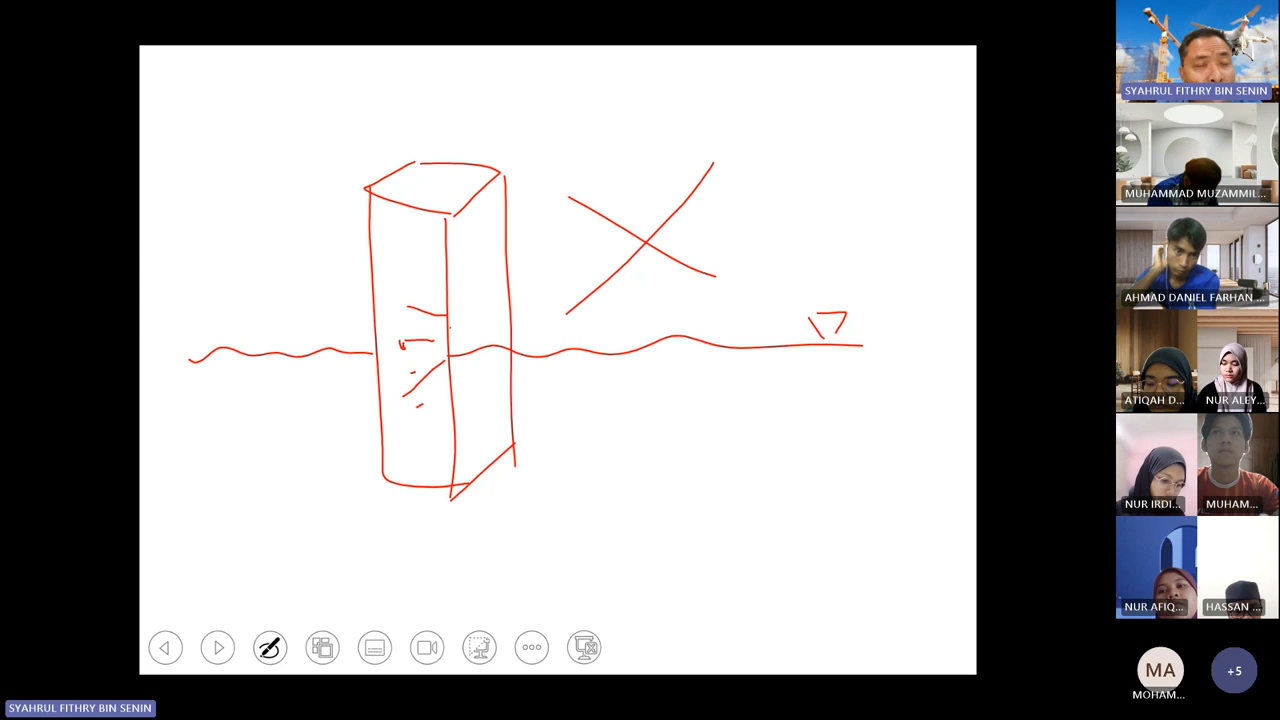 SYAHRUL FITHRY BIN SENIN
MUHAMMAD MUZAMMIL...
AHMAD DANIEL FARHAN ...
ATIQAH D...
NUR ALEY...
NUR IRDI...
MUHAM...
NUR AFIQ...
HASSAN ...
MA
MOHAM...
+5
SYAHRUL FITHRY BIN SENIN